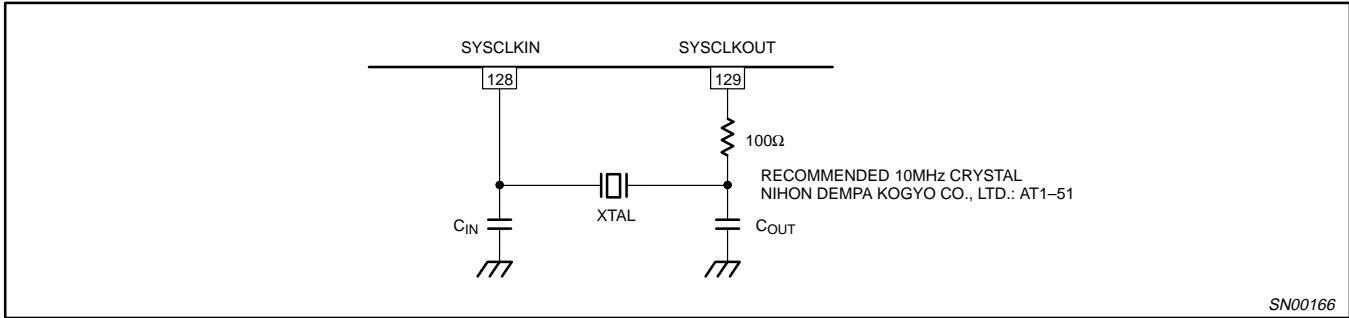 SYSCLKIN
SYSCLKOUT
128
129
100Ω
RECOMMENDED 10MHz CRYSTAL
NIHON DEMPA KOGYO CO., LTD.: AT1–51
XTAL
CIN
COUT
SN00166